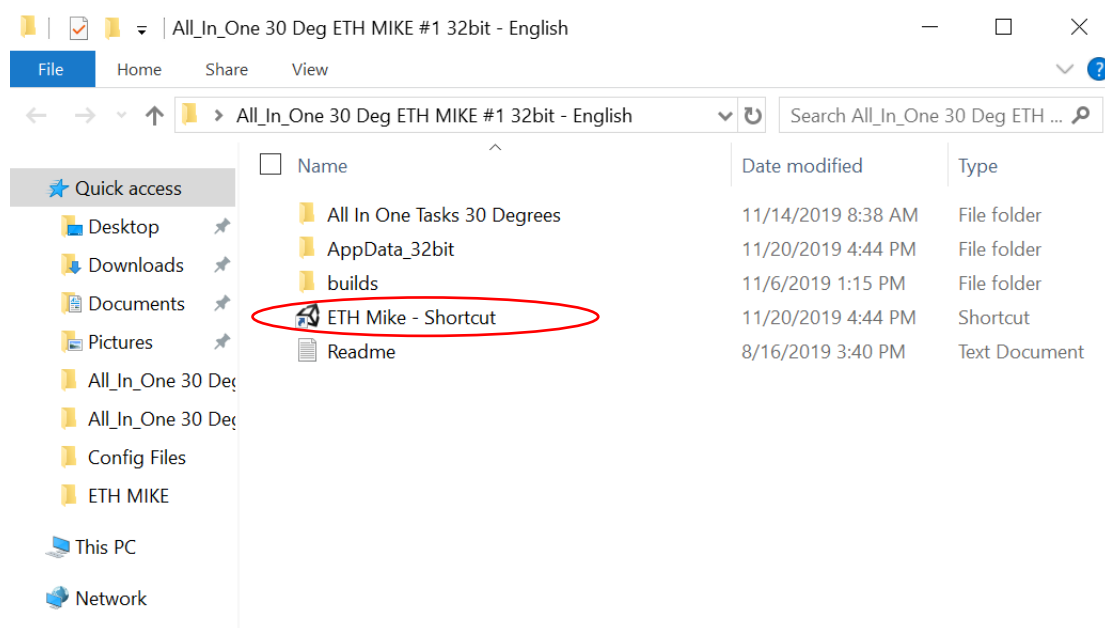 All_In_One 30 Deg ETH MIKE #1 32bit - English
File Home Share View ?
All_In_One 30 Deg ETH MIKE #1 32bit - English Search All_In_One 30 Deg ETH ...
Name Date modified Type
Quick access
Desktop
Downloads
Documents
Pictures
All_In_One 30 Deg
All_In_One 30 Deg
Config Files
ETH MIKE
This PC
Network
All In One Tasks 30 Degrees 11/14/2019 8:38 AM File folder
AppData_32bit 11/20/2019 4:44 PM File folder
builds 11/6/2019 1:15 PM File folder
ETH Mike - Shortcut 11/20/2019 4:44 PM Shortcut
Readme 8/16/2019 3:40 PM Text Document